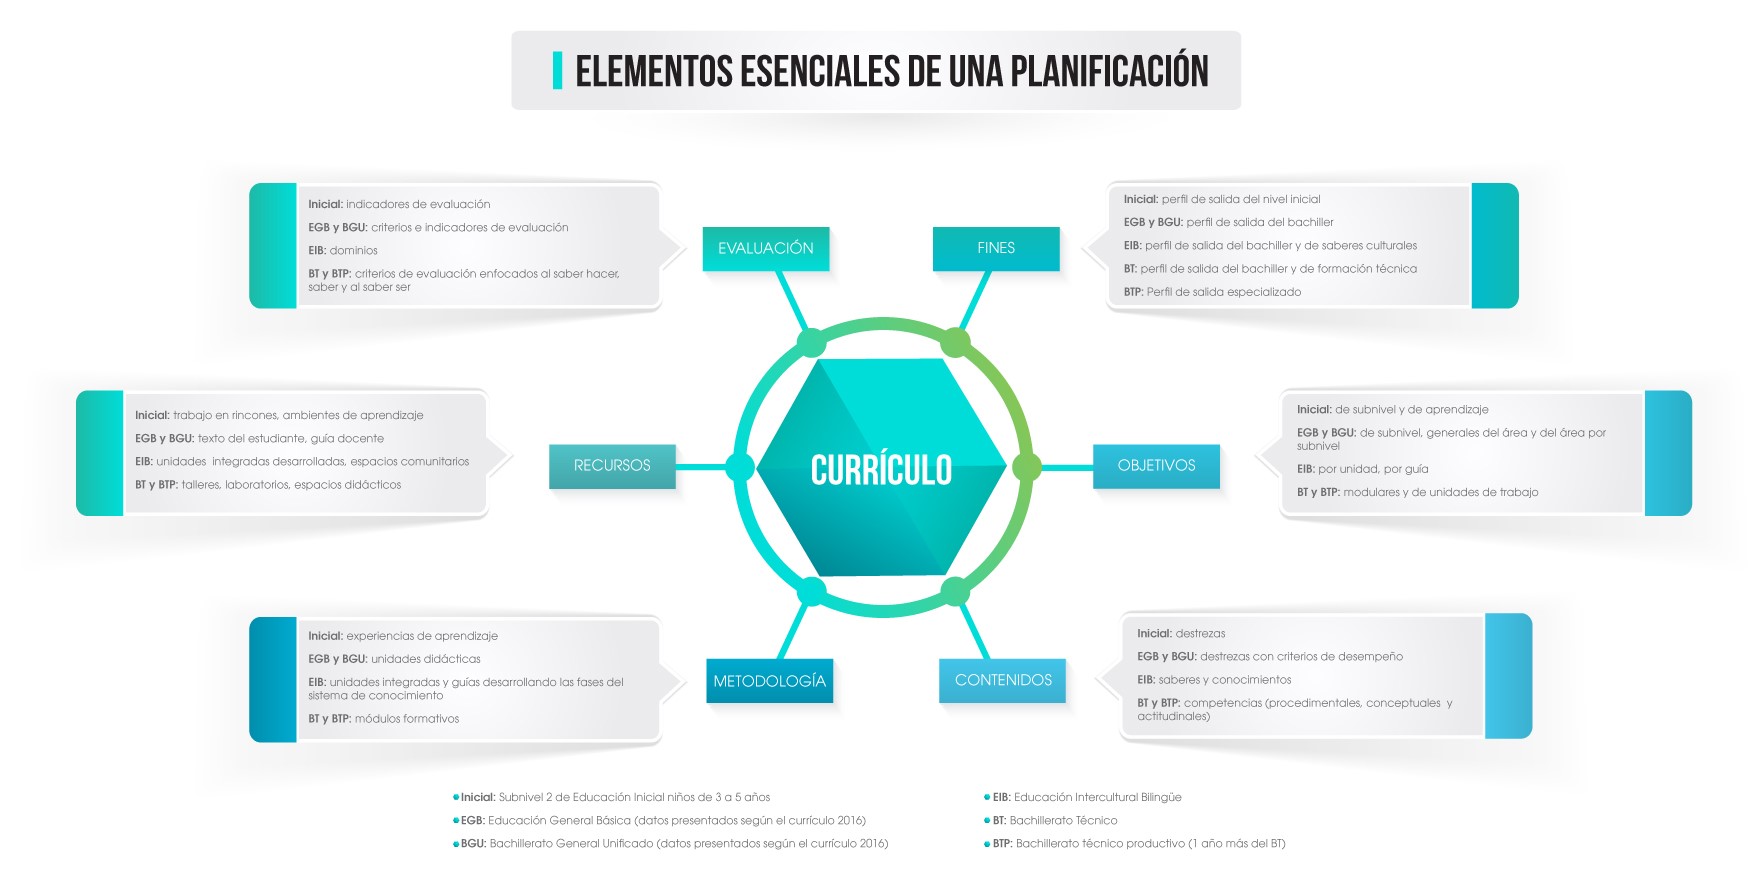 ELEMENTOS ESENCIALES DE UNA PLANIFICACIÓN
Inicial: indicadores de evaluación
EGB y BGU: criterios e indicadores de evaluación
EIB: dominios
BT y BTP: criterios de evaluación enfocados al saber hacer,
saber y al saber ser
EVALUACIÓN
FINES
Inicial: perfil de salida del nivel inicial
EGB y BGU: perfil de salida del bachiller
EIB: perfil de salida del bachiller y de saberes culturales
BT: perfil de salida del bachiller y de formación técnica
BTP: Perfil de salida especializado
Inicial: trabajo en rincones, ambientes de aprendizaje
EGB y BGU: texto del estudiante, guía docente
EIB: unidades integradas desarrolladas, espacios comunitarios
BT y BTP: talleres, laboratorios, espacios didácticos
RECURSOS
CURRÍCULO
OBJETIVOS
Inicial: de subnivel y de aprendizaje
EGB y BGU: de subnivel, generales del área y del área por
subnivel
EIB: por unidad, por guía
BT y BTP: modulares y de unidades de trabajo
Inicial: experiencias de aprendizaje
EGB y BGU: unidades didácticas
EIB: unidades integradas y guías desarrollando las fases del
sistema de conocimiento
BT y BTP: módulos formativos
METODOLOGÍA
CONTENIDOS
Inicial: destrezas
EGB y BGU: destrezas con criterios de desempeño
EIB: saberes y conocimientos
BT y BTP: competencias (procedimentales, conceptuales y
actitudinales)
Inicial: Subnivel 2 de Educación Inicial niños de 3 a 5 años
EGB: Educación General Básica (datos presentados según el currículo 2016)
BGU: Bachillerato General Unificado (datos presentados según el currículo 2016)
EIB: Educación Intercultural Bilingüe
BT: Bachillerato Técnico
BTP: Bachillerato técnico productivo (1 año más del BT)